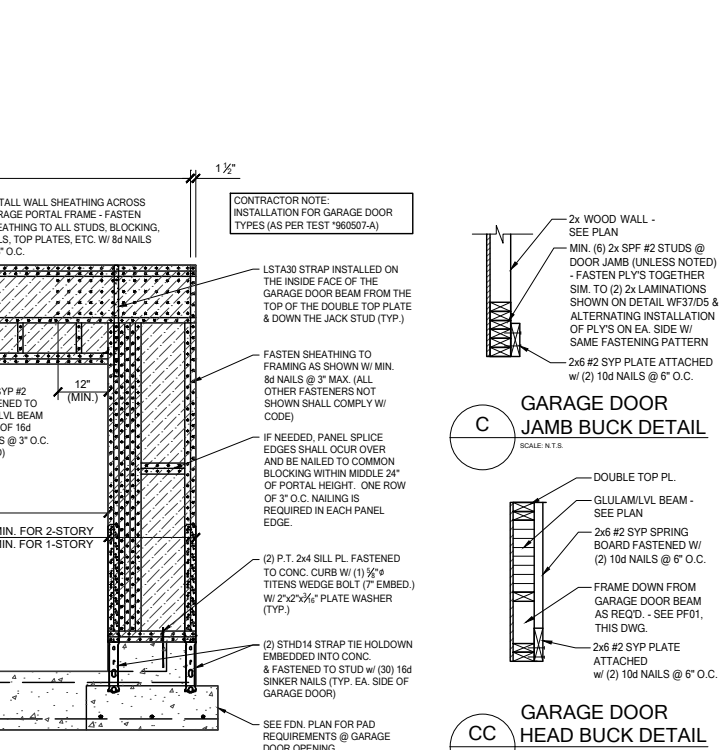 1 ½"
TALL WALL SHEATHING ACROSS
RAGE PORTAL FRAME - FASTEN
EATHING TO ALL STUDS, BLOCKING,
LS, TOP PLATES, ETC. W/ 8d NAILS
" O.C.
CONTRACTOR NOTE:
INSTALLATION FOR GARAGE DOOR
TYPES (AS PER TEST "960507-A)
LSTA30 STRAP INSTALLED ON
THE INSIDE FACE OF THE
GARAGE DOOR BEAM FROM THE
TOP OF THE DOUBLE TOP PLATE
& DOWN THE JACK STUD (TYP.)
FASTEN SHEATHING TO
FRAMING AS SHOWN W/ MIN.
8d NAILS @ 3" MAX. (ALL
OTHER FASTENERS NOT
SHOWN SHALL COMPLY W/
CODE)
12"
(MIN.)
SYP #2
ENED TO
LVL BEAM
OF 16d
S @ 3" O.C.
)
IF NEEDED, PANEL SPLICE
EDGES SHALL OCUR OVER
AND BE NAILED TO COMMON
BLOCKING WITHIN MIDDLE 24"
OF PORTAL HEIGHT. ONE ROW
OF 3" O.C. NAILING IS
REQUIRED IN EACH PANEL
EDGE.
MIN. FOR 2-STORY
MIN. FOR 1-STORY
(2) P.T. 2x4 SILL PL. FASTENED
TO CONC. CURB W/ (1) ⅝"ø
TITENS WEDGE BOLT (7" EMBED.)
W/ 2"x2"x3/16" PLATE WASHER
(TYP.)
(2) STHD14 STRAP TIE HOLDOWN
EMBEDDED INTO CONC.
& FASTENED TO STUD w/ (30) 16d
SINKER NAILS (TYP. EA. SIDE OF
GARAGE DOOR)
SEE FDN. PLAN FOR PAD
REQUIREMENTS @ GARAGE
DOOR OPENING
2x WOOD WALL -
SEE PLAN
MIN. (6) 2x SPF #2 STUDS @
DOOR JAMB (UNLESS NOTED)
- FASTEN PLY'S TOGETHER
SIM. TO (2) 2x LAMINATIONS
SHOWN ON DETAIL WF37/D5 &
ALTERNATING INSTALLATION
OF PLY'S ON EA. SIDE W/
SAME FASTENING PATTERN
2x6 #2 SYP PLATE ATTACHED
w/ (2) 10d NAILS @ 6" O.C.
C
GARAGE DOOR
JAMB BUCK DETAIL
SCALE: N.T.S.
DOUBLE TOP PL.
GLULAM/LVL BEAM -
SEE PLAN
2x6 #2 SYP SPRING
BOARD FASTENED W/
(2) 10d NAILS @ 6" O.C.
FRAME DOWN FROM
GARAGE DOOR BEAM
AS REQ'D. - SEE PF01,
THIS DWG.
2x6 #2 SYP PLATE
ATTACHED
w/ (2) 10d NAILS @ 6" O.C.
CC
GARAGE DOOR
HEAD BUCK DETAIL